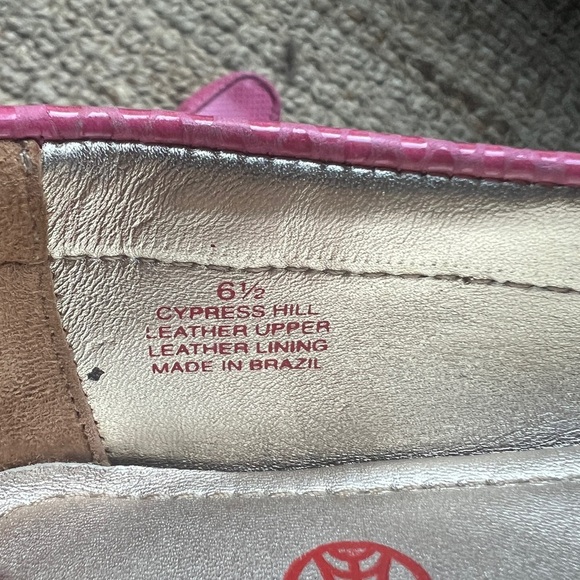 6½
CYPRESS HILL
LEATHER UPPER
LEATHER LINING
MADE IN BRAZIL